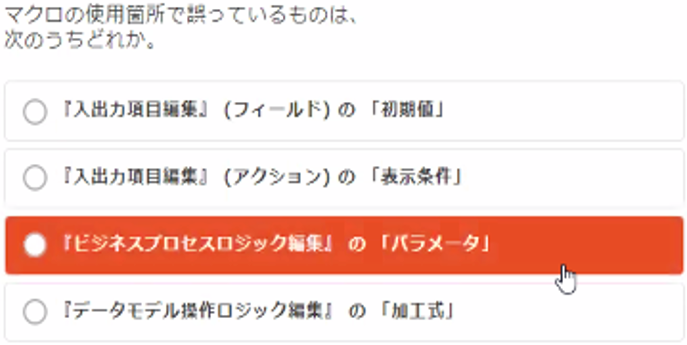 マクロの使用箇所で誤っているものは、
次のうちどれか。
『入出力項目編集』 (フィールド) の 「初期値」
『入出力項目編集』 (アクション) の 「表示条件」
『ビジネスプロセスロジック編集』 の 「パラメータ」
『データモデル操作ロジック編集』 の 「加工式」